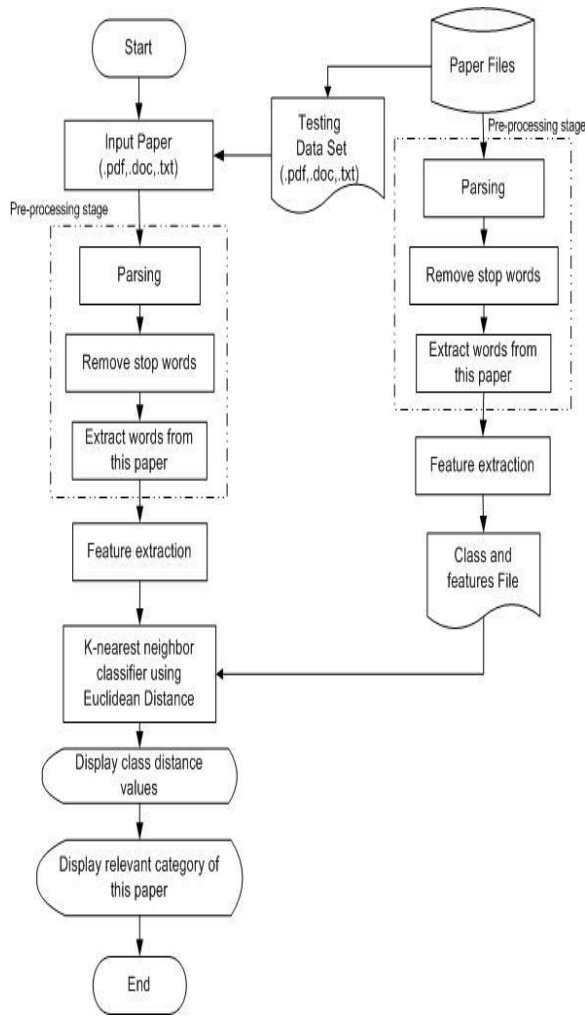 Start
Paper Files
Testing
Data Set
(.pdf,.doc,.txt)
Input Paper
(.pdf,.doc,.txt)
Pre-processing stage
Pre-processing stage
Parsing
Remove stop words
Extract words from
this paper
Feature extraction
Parsing
Remove stop words
Extract words from
this paper
Feature extraction
Class and
features File
K-nearest neighbor
classifier using
Euclidean Distance
Display class distance
values
Display relevant category of
this paper
End